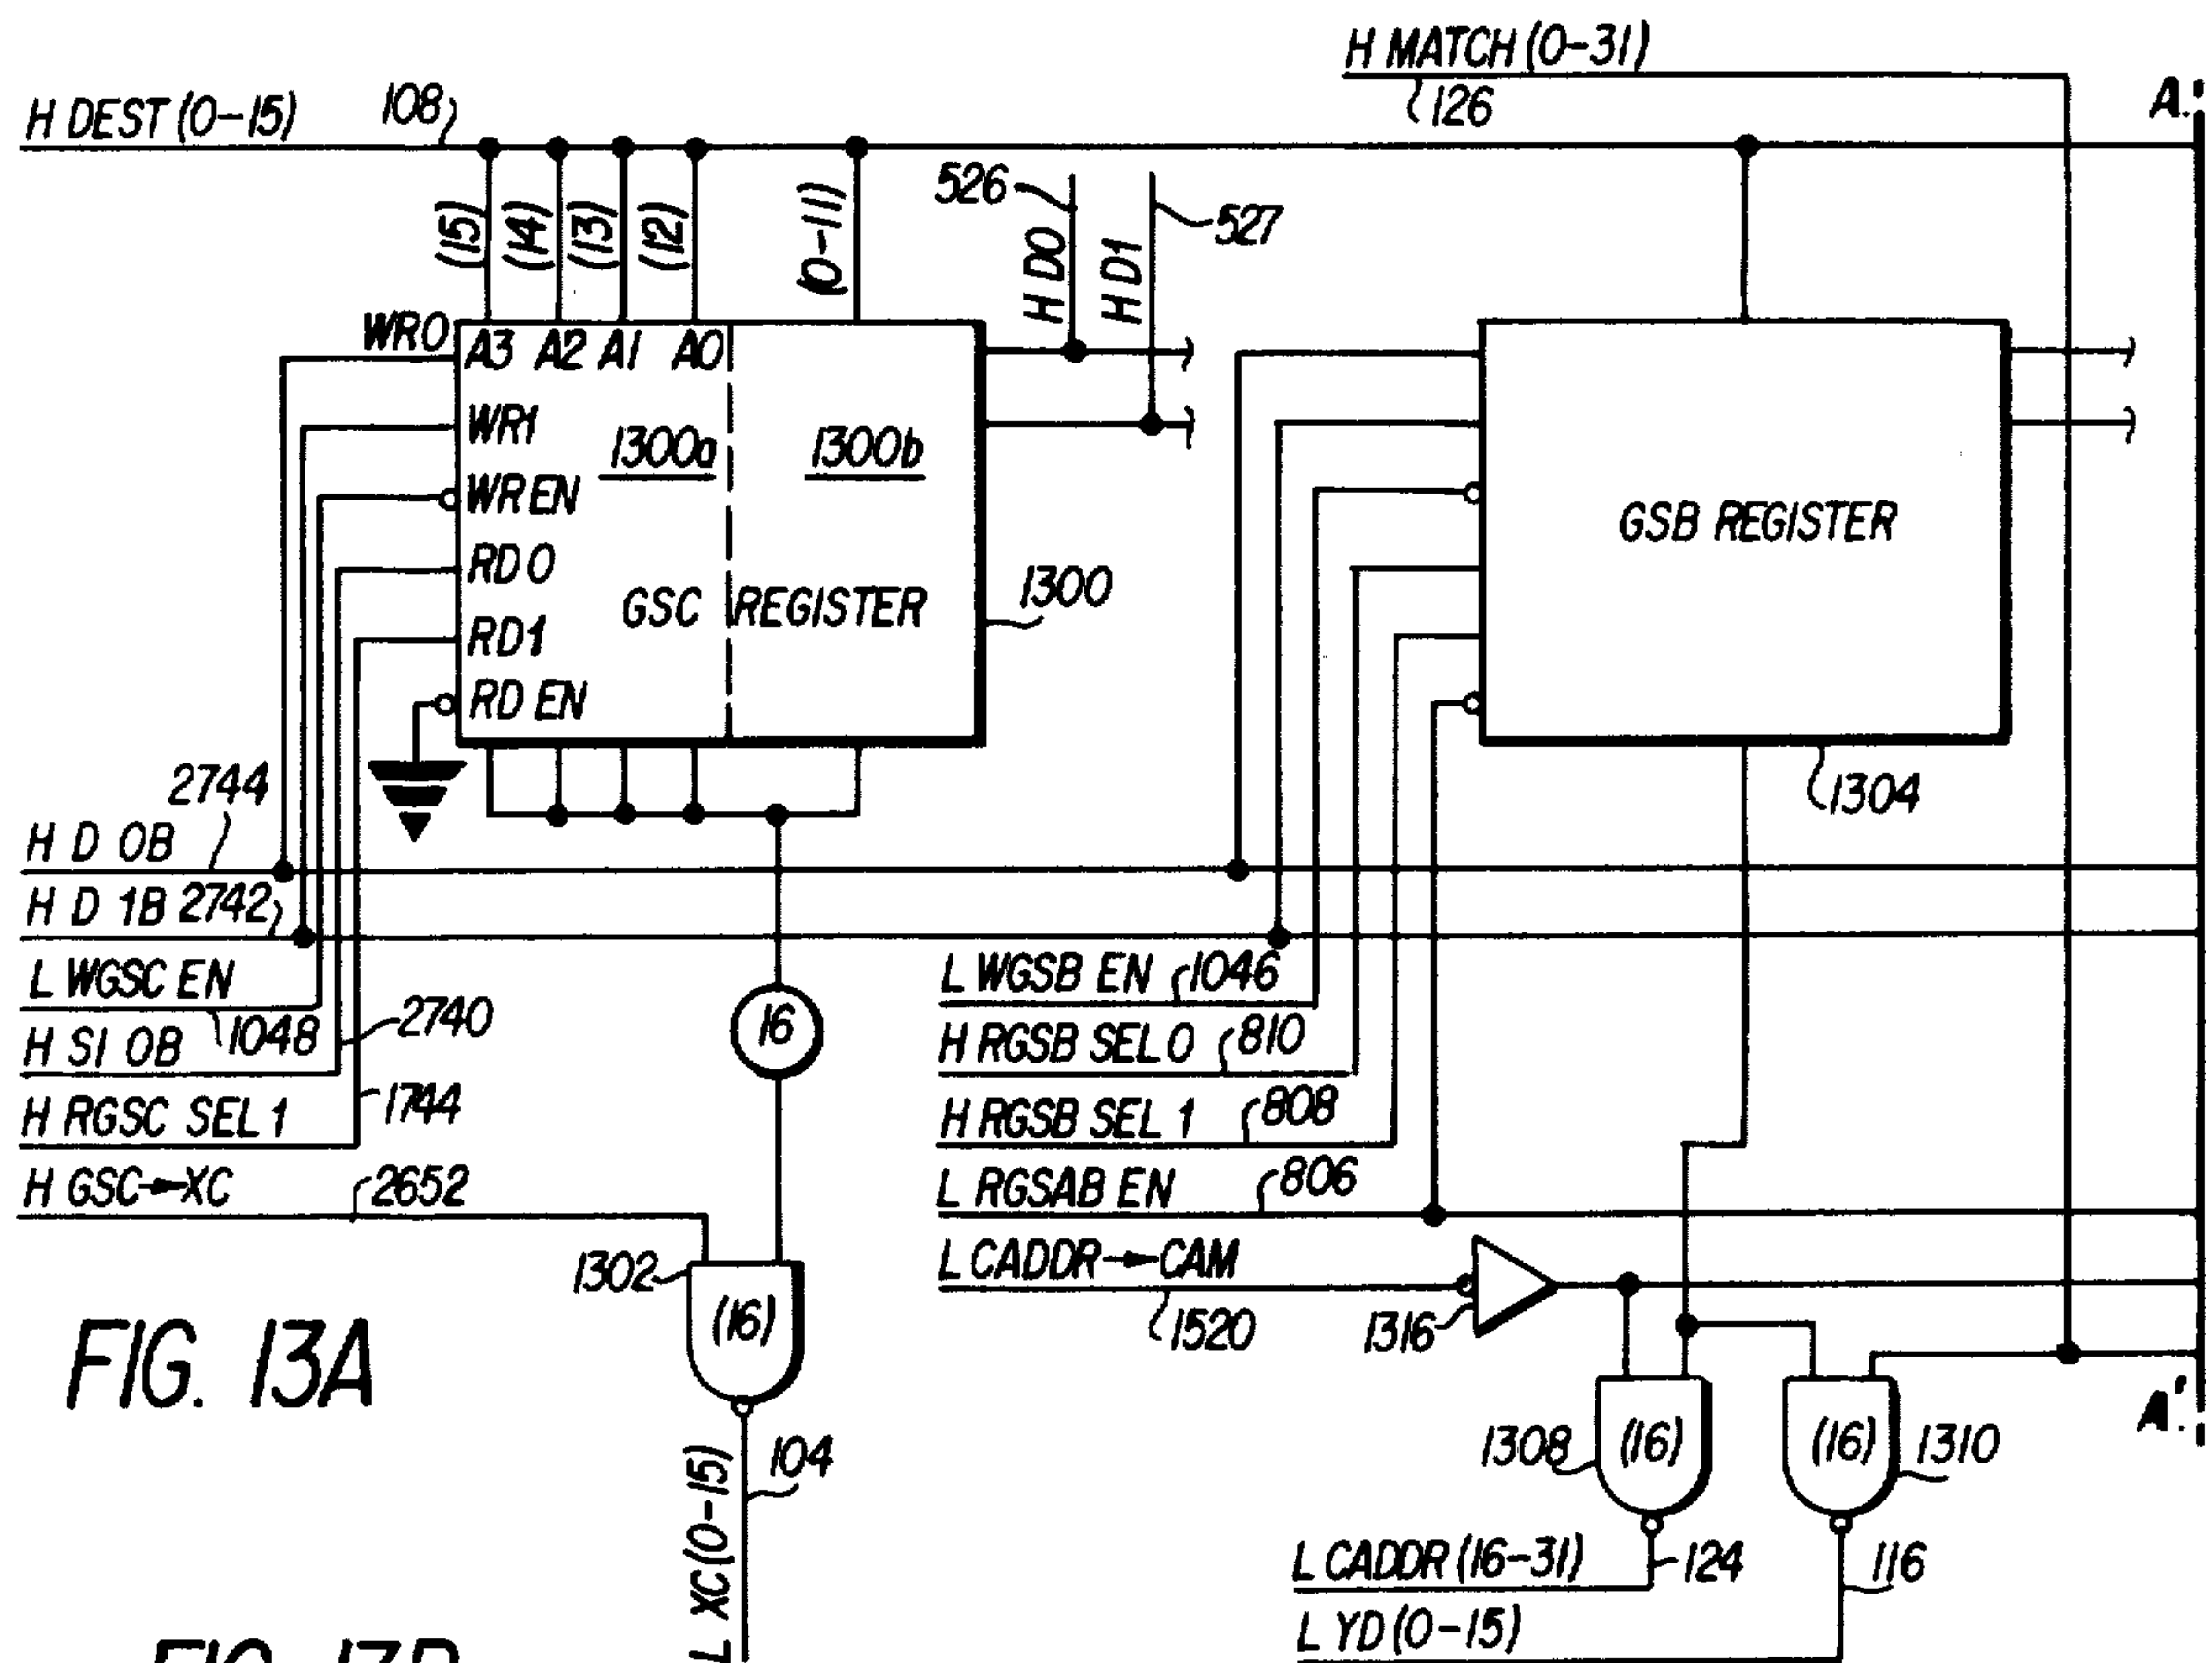 H MATCH (0-31)
126
A.'
H DEST (0-15)
108
(15)
(14)
(13)
(12)
(0-11)
526
H D0
H D1
527
WR0
A3 A2 A1 A0
WR1
WR EN
RD 0
RD1
RD EN
1300a
1300b
GSC REGISTER
1300
GSB REGISTER
1304
2744
H D 0B
H D 1B 2742
L WGSC EN
1048
H S1 0B
2740
H RGSC SEL 1
1744
H GSC→XC
2652
16
1302
(16)
L XC (0-15)
104
L WGSB EN 1046
H RGSB SEL 0 810
H RGSB SEL 1 808
L RGSAB EN 806
L CADDR→CAM
1520
1316
1308
(16)
(16)
1310
A'.
L CADDR (16-31)
124
116
L YD (0-15)
FIG. 13A